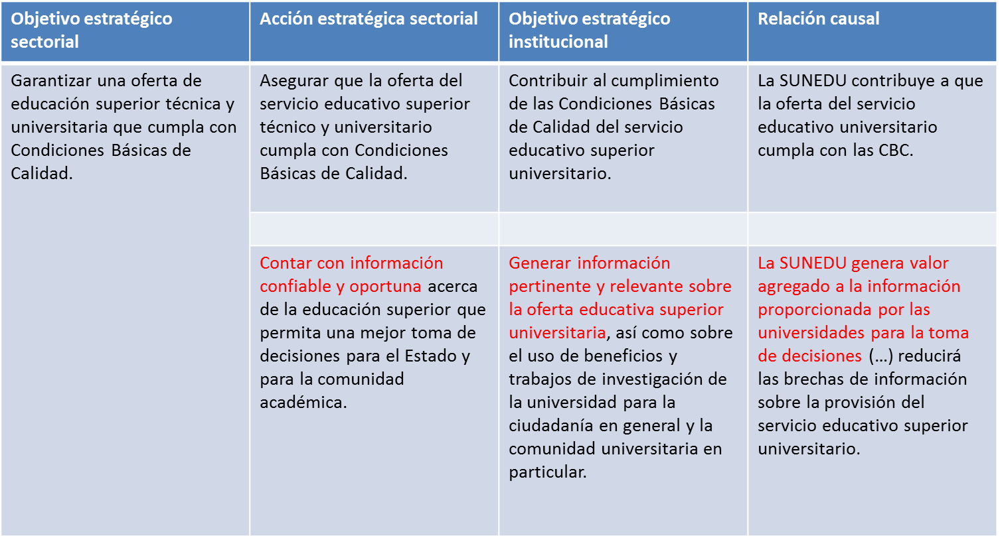 Objetivo estratégico
sectorial
Acción estratégica sectorial
Objetivo estratégico
institucional
Relación causal
Garantizar una oferta de
educación superior técnica y
universitaria que cumpla con
Condiciones Básicas de
Calidad.
Asegurar que la oferta del
servicio educativo superior
técnico y universitario
cumpla con Condiciones
Básicas de Calidad.
Contribuir al cumplimiento
de las Condiciones Básicas
de Calidad del servicio
educativo superior
universitario.
La SUNEDU contribuye a que
la oferta del servicio
educativo universitario
cumpla con las CBC.
Contar con información
confiable y oportuna acerca
de la educación superior que
permita una mejor toma de
decisiones para el Estado y
para la comunidad
académica.
Generar información
pertinente y relevante sobre
la oferta educativa superior
universitaria, así como sobre
el uso de beneficios y
trabajos de investigación de
la universidad para la
ciudadanía en general y la
comunidad universitaria en
particular.
La SUNEDU genera valor
agregado a la información
proporcionada por las
universidades para la toma
de decisiones (…) reducirá
las brechas de información
sobre la provisión del
servicio educativo superior
universitario.